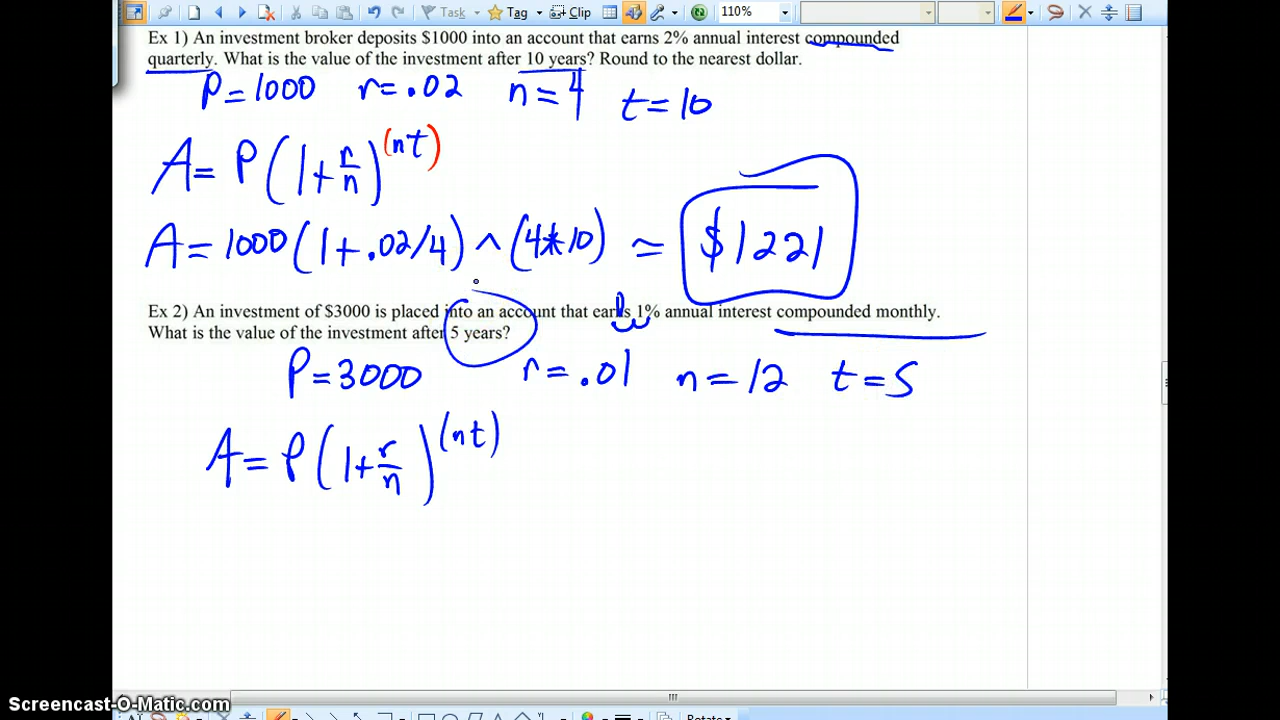 Task Tag Clip 110%
Ex 1) An investment broker deposits $1000 into an account that earns 2% annual interest compounded
quarterly. What is the value of the investment after 10 years? Round to the nearest dollar.
P=1000 r=.02 n=4 t=10
A=P(1+r/n)^(nt)
A=1000(1+.02/4)^(4*10) ≃ $1221
Ex 2) An investment of $3000 is placed into an account that earns 1% annual interest compounded monthly.
What is the value of the investment after 5 years?
P=3000 r=.01 n=12 t=5
A=P(1+r/n)^(nt)
Screencast-O-Matic.com
Rotate